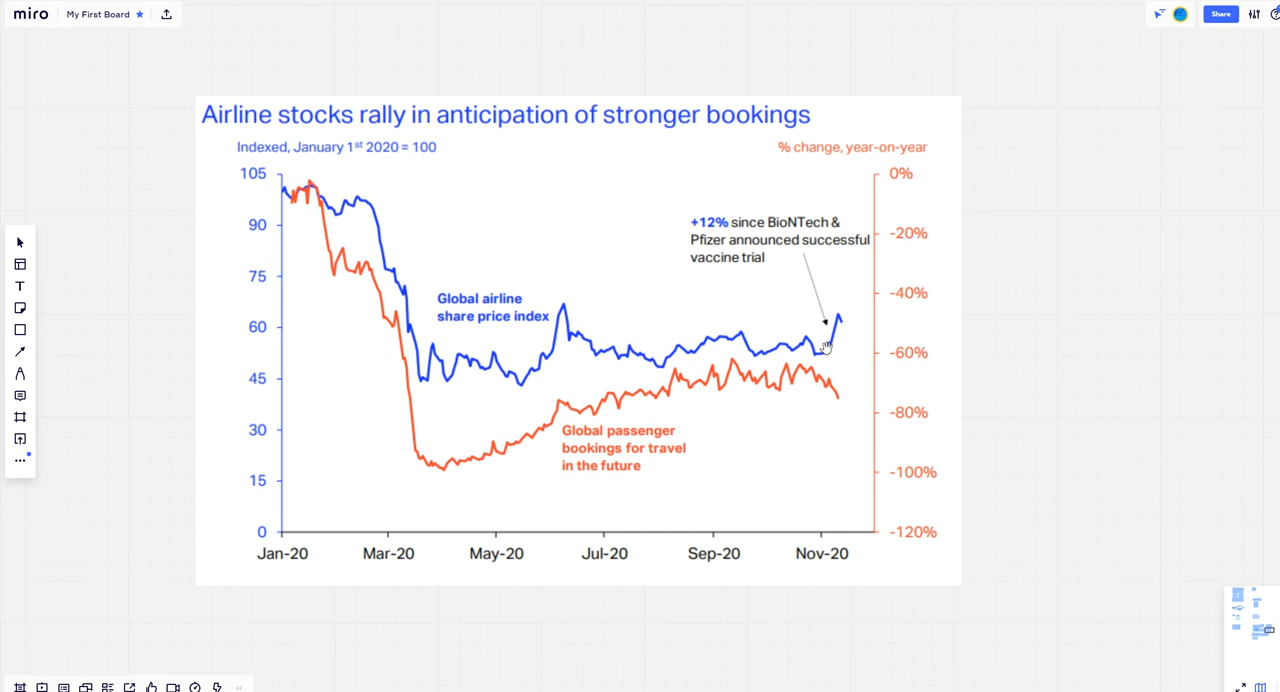 miro
My First Board
Share
Airline stocks rally in anticipation of stronger bookings
Indexed, January 1st 2020 = 100
% change, year-on-year
105
90
75
60
45
30
15
0
0%
-20%
-40%
-60%
-80%
-100%
-120%
+12% since BioNTech &
Pfizer announced successful
vaccine trial
Global airline
share price index
Global passenger
bookings for travel
in the future
Jan-20
Mar-20
May-20
Jul-20
Sep-20
Nov-20